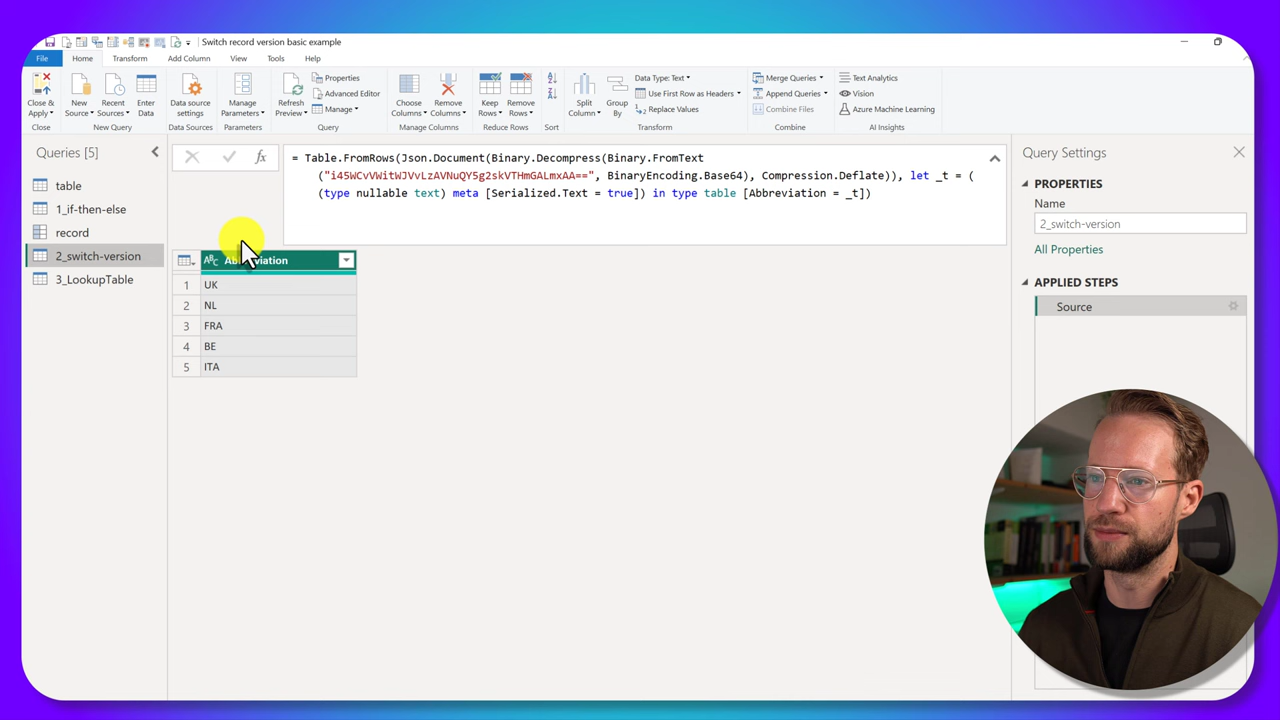 Switch record version basic example
File
Home
Transform
Add Column
View
Tools
Help
Close &
Apply
Close
New
Source
Recent
Sources
Enter
Data
New Query
Data source
settings
Data Sources
Manage
Parameters
Parameters
Refresh
Preview
Properties
Advanced Editor
Manage
Query
Choose
Columns
Remove
Columns
Manage Columns
Keep
Rows
Remove
Rows
Reduce Rows
Sort
Split
Column
Group
By
Data Type: Text
Use First Row as Headers
Replace Values
Transform
Merge Queries
Append Queries
Combine Files
Combine
Text Analytics
Vision
Azure Machine Learning
AI Insights
Queries [5]
table
1_if-then-else
record
2_switch-version
3_LookupTable
fx
= Table.FromRows(Json.Document(Binary.Decompress(Binary.FromText
("i45WCvVWitWJVvLzAVNuQY5g2skVTHmGALmxAA==", BinaryEncoding.Base64), Compression.Deflate)), let _t = (
(type nullable text) meta [Serialized.Text = true]) in type table [Abbreviation = _t])
1 UK
2 NL
3 FRA
4 BE
5 ITA
Query Settings
PROPERTIES
Name
2_switch-version
All Properties
APPLIED STEPS
Source